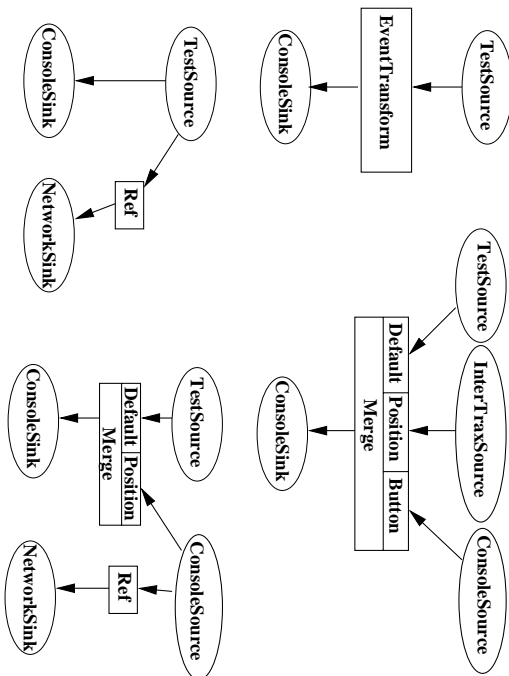 TestSource
EventTransform
ConsoleSink
TestSource InterTraxSource ConsoleSource
Default Position Button
Merge
ConsoleSink
TestSource
Ref
ConsoleSink NetworkSink
TestSource ConsoleSource
Default Position
Merge
Ref
ConsoleSink NetworkSink